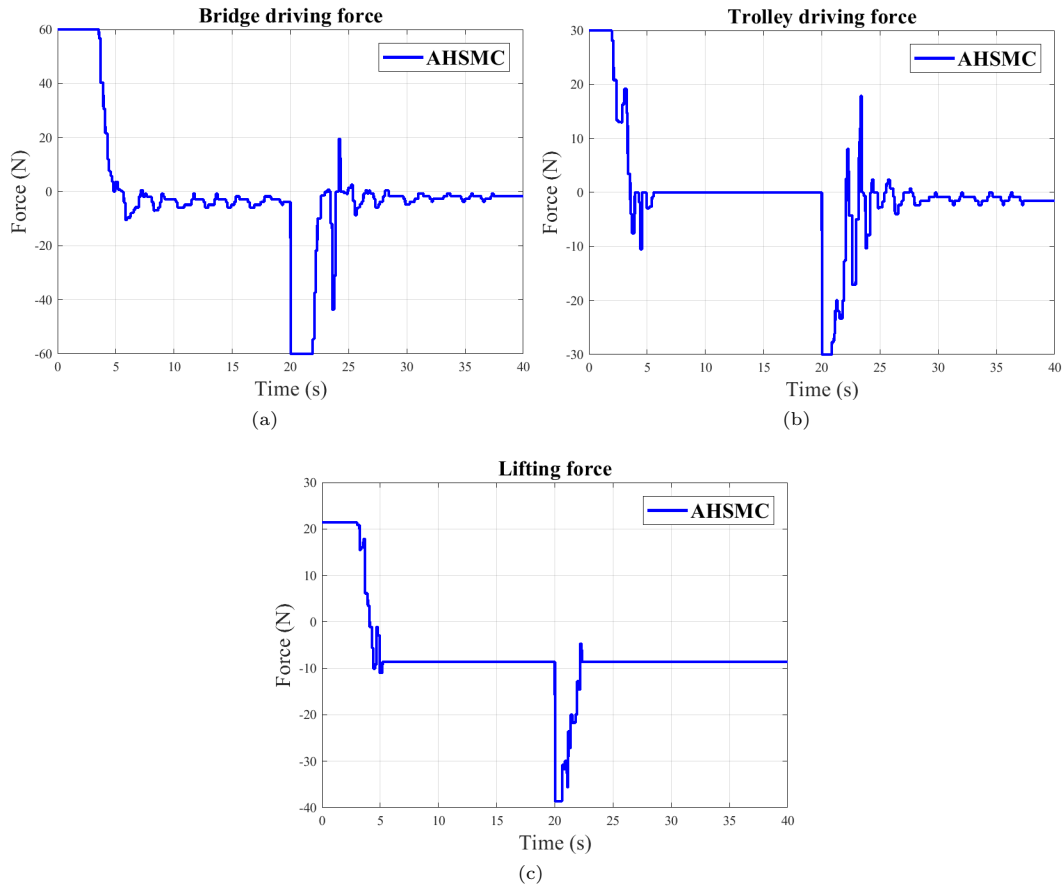 Bridge driving force
AHSMC
Force (N)
60
40
20
0
-20
-40
-60
0 5 10 15 20 25 30 35 40
Time (s)
(a)
Trolley driving force
AHSMC
Force (N)
30
20
10
0
-10
-20
-30
0 5 10 15 20 25 30 35 40
Time (s)
(b)
Lifting force
AHSMC
Force (N)
30
20
10
0
-10
-20
-30
-40
0 5 10 15 20 25 30 35 40
Time (s)
(c)